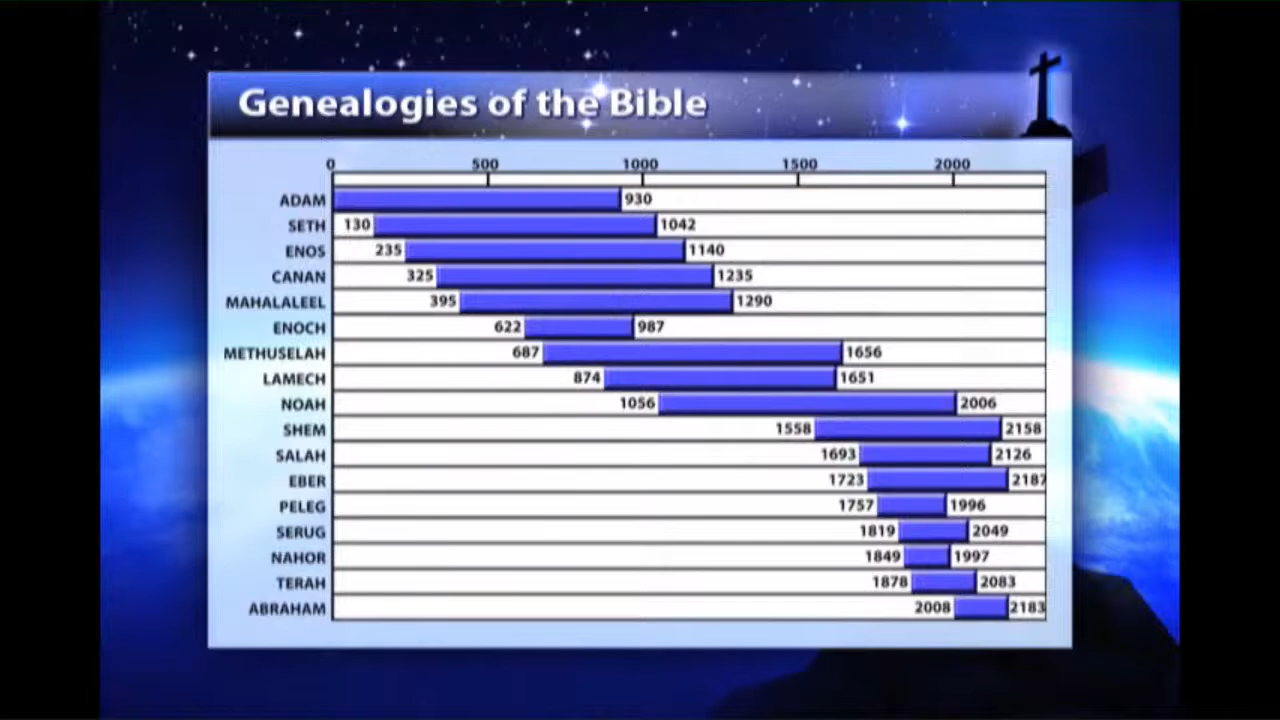 Genealogies of the Bible
0 500 1000 1500 2000
ADAM 930
SETH 130 1042
ENOS 235 1140
CANAN 325 1235
MAHALALEEL 395 1290
ENOCH 622 987
METHUSELAH 687 1656
LAMECH 874 1651
NOAH 1056 2006
SHEM 1558 2158
SALAH 1693 2126
EBER 1723 2187
PELEG 1757 1996
SERUG 1819 2049
NAHOR 1849 1997
TERAH 1878 2083
ABRAHAM 2008 2183